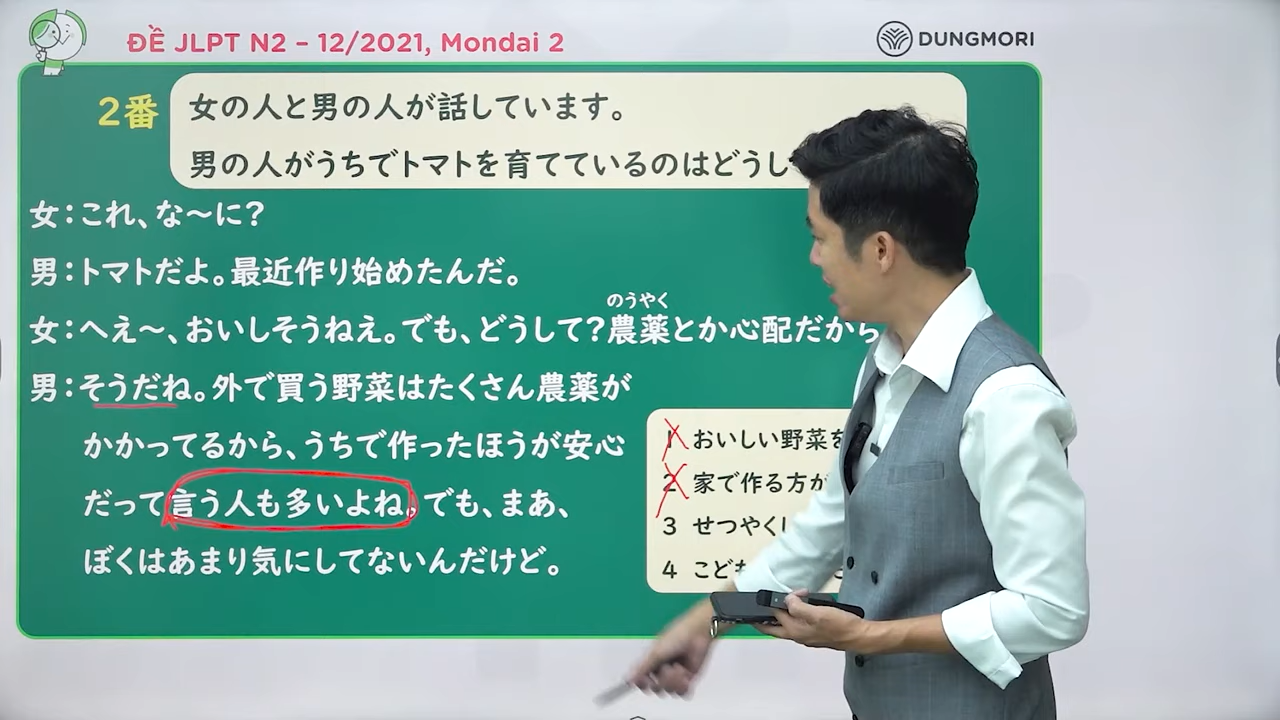 ĐỀ JLPT N2 – 12/2021, Mondai 2
DUNGMORI
2番
女の人と男の人が話しています。
男の人がうちでトマトを育てているのはどうし
女：これ、な～に？
男：トマトだよ。最近作り始めたんだ。
のうやく
女：へえ～、おいしそうねえ。でも、どうして？農薬とか心配だから
男：そうだね。外で買う野菜はたくさん農薬が
かかってるから、うちで作ったほうが安心
だって言う人も多いよね。でも、まあ、
ぼくはあまり気にしてないんだけど。
1 おいしい野菜を
2 家で作る方が
3 せつやくし
4 こども